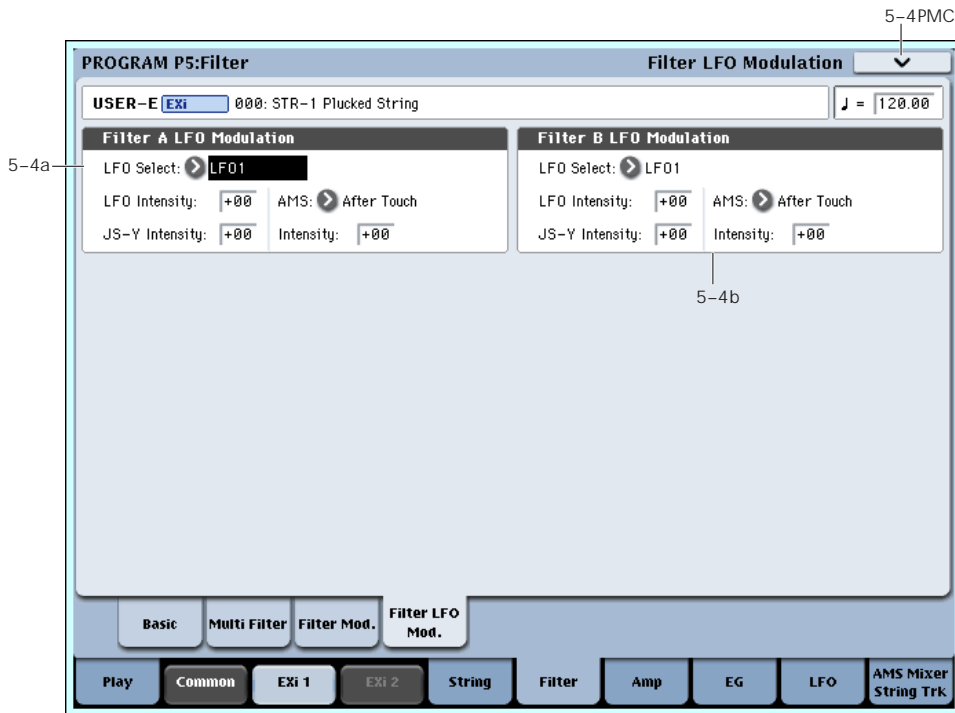 5–4PMC
PROGRAM P5:Filter
Filter LFO Modulation
USER–E EXi 000: STR–1 Plucked String
♩ = 120.00
Filter A LFO Modulation
5–4a
LFO Select: LFO1
LFO Intensity: +00 AMS: After Touch
JS–Y Intensity: +00 Intensity: +00
Filter B LFO Modulation
LFO Select: LFO1
LFO Intensity: +00 AMS: After Touch
JS–Y Intensity: +00 Intensity: +00
5–4b
Basic
Multi Filter
Filter Mod.
Filter LFO
Mod.
Play
Common
EXi 1
EXi 2
String
Filter
Amp
EG
LFO
AMS Mixer
String Trk